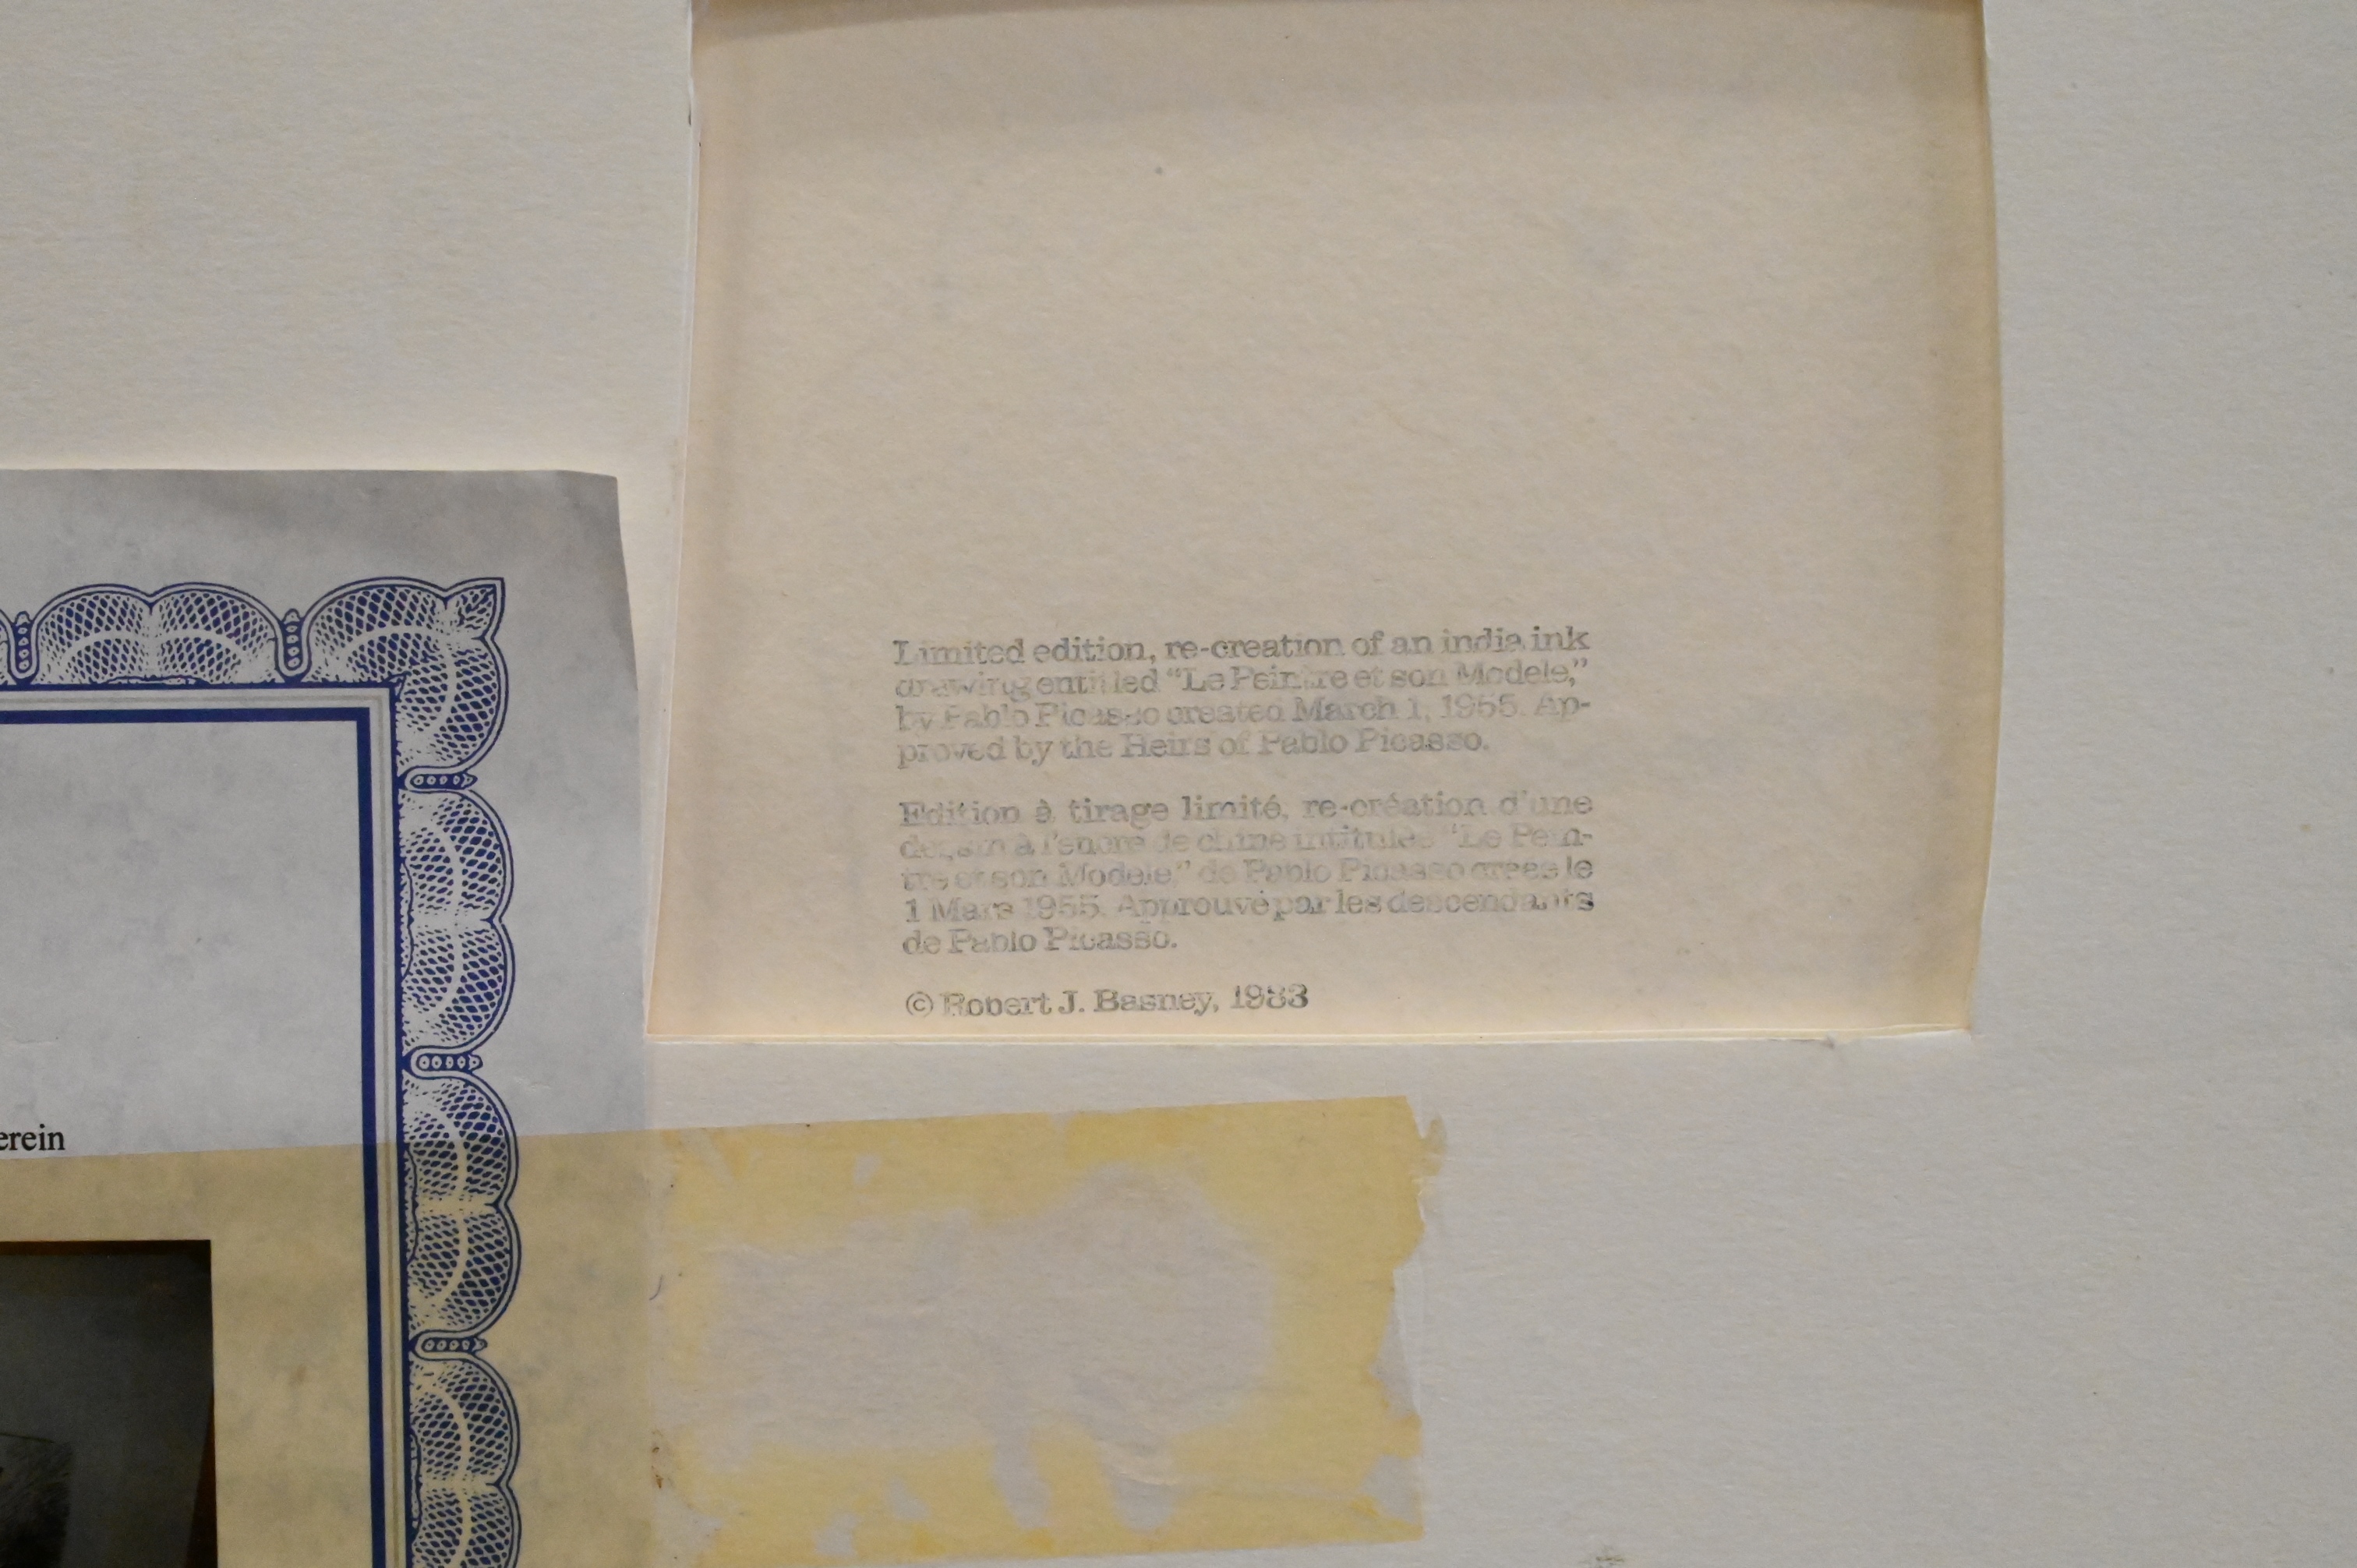 Limited edition, re-creation of an india ink
drawing entitled “Le Peintre et son Modele,”
by Pablo Picasso created March 1, 1955. Ap-
proved by the Heirs of Pablo Picasso.
Edition à tirage limité, re-création d'une
dessin à l'encre de chine intitulée “Le Pein-
tre et son Modele,” de Pablo Picasso creée le
1 Mars 1955. Approuvé par les descendants
de Pablo Picasso.
© Robert J. Basney, 1983
erein